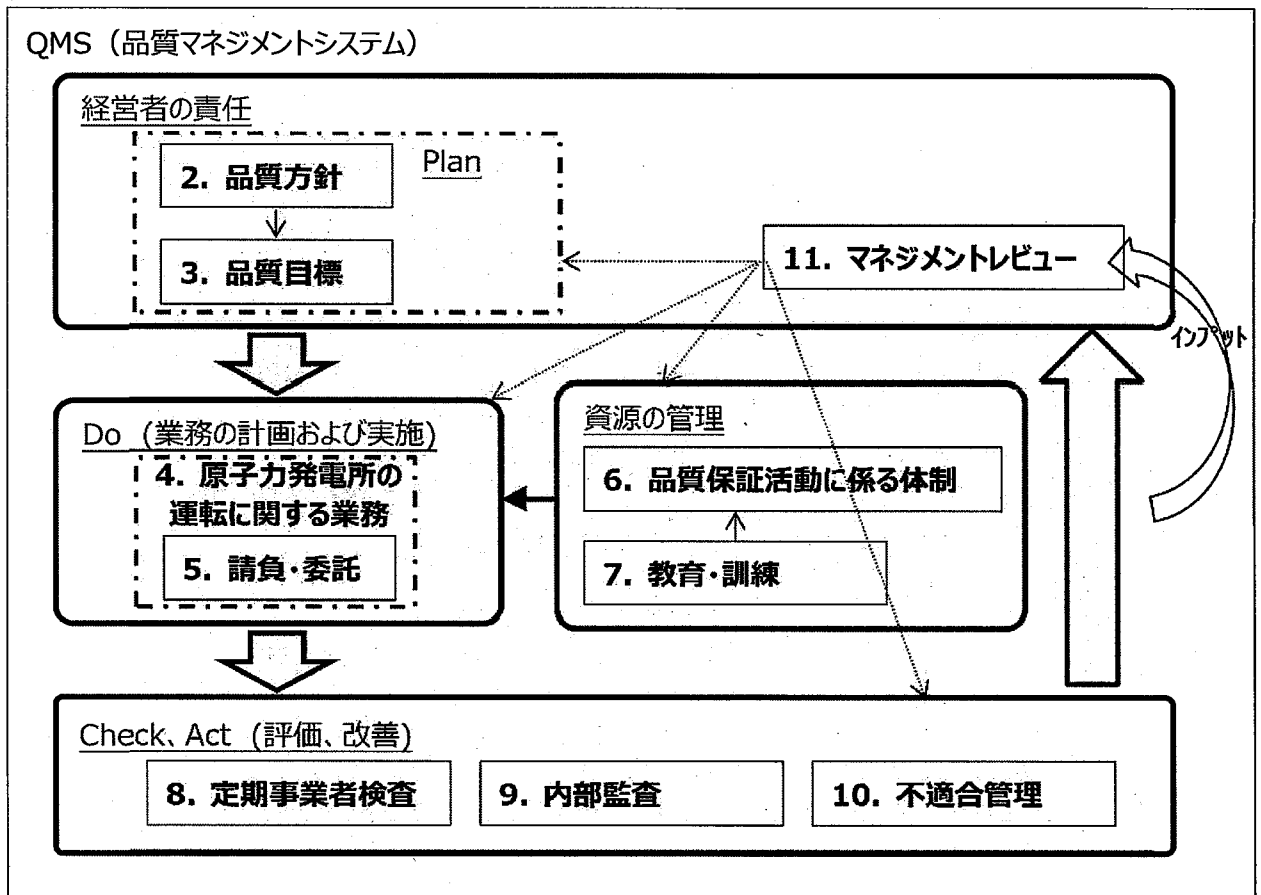 QMS（品質マネジメントシステム）
経営者の責任
Plan
2．品質方針
3．品質目標
11．マネジメントレビュー
インプット
Do（業務の計画および実施）
4．原子力発電所の
運転に関する業務
5．請負・委託
資源の管理
6．品質保証活動に係る体制
7．教育・訓練
Check、Act（評価、改善）
8．定期事業者検査
9．内部監査
10．不適合管理